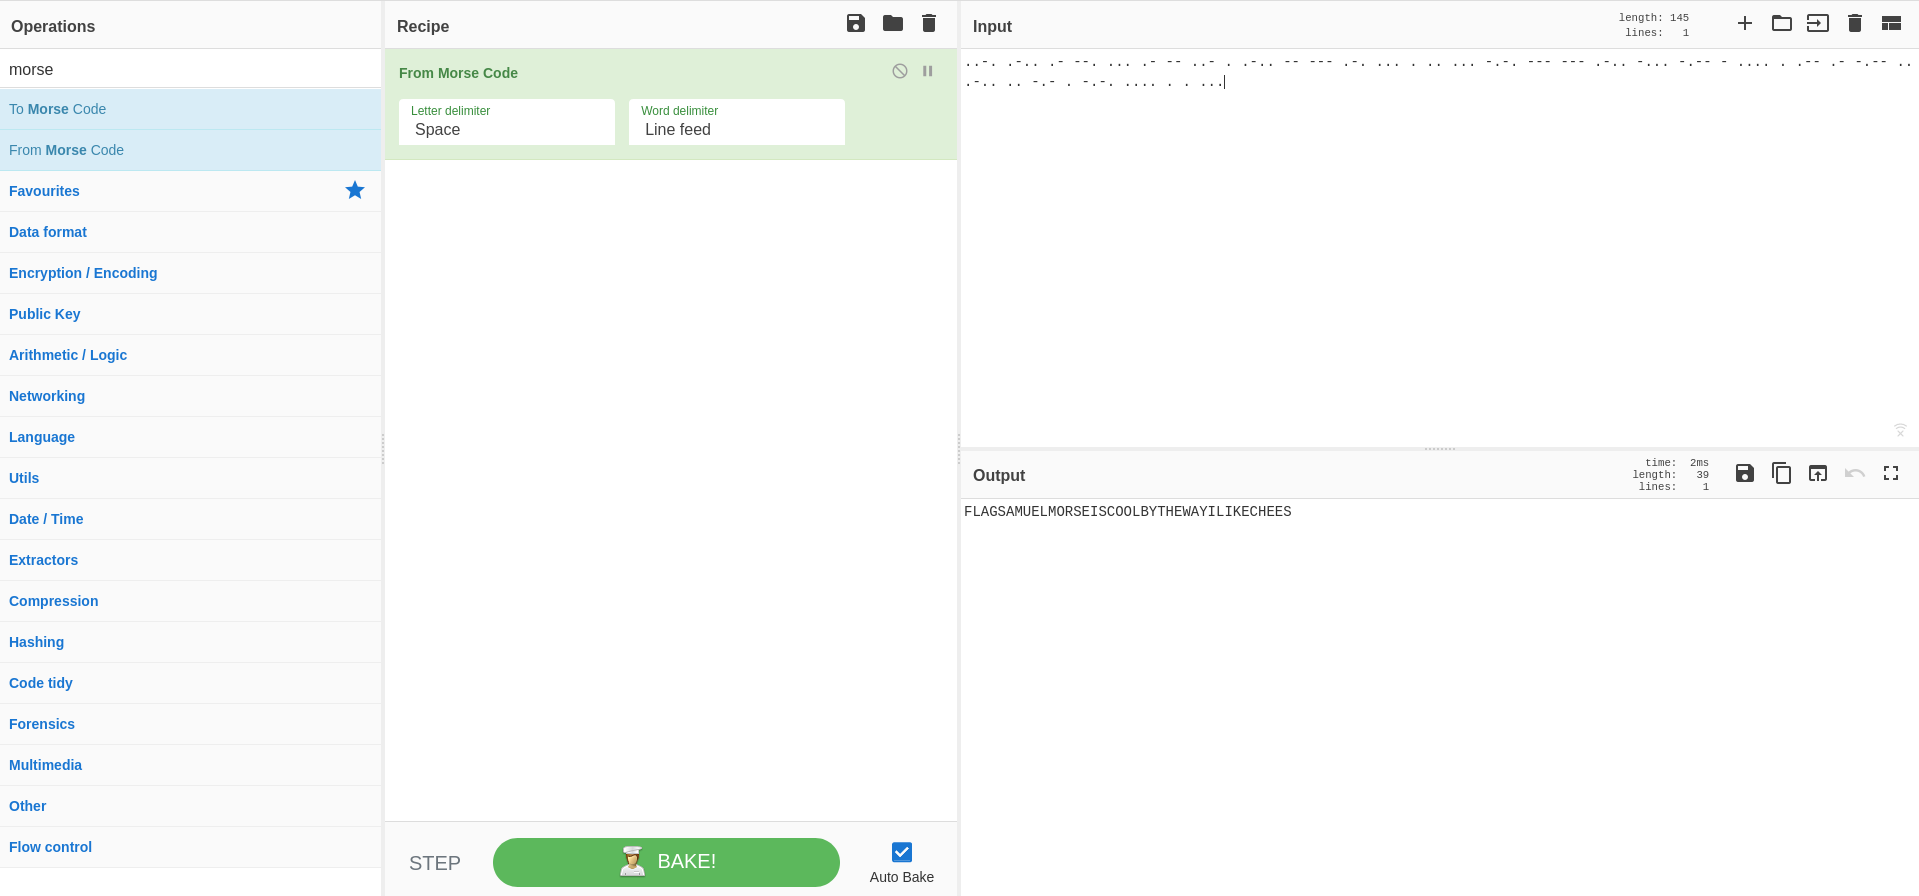 Operations
morse
To Morse Code
From Morse Code
Favourites
Data format
Encryption / Encoding
Public Key
Arithmetic / Logic
Networking
Language
Utils
Date / Time
Extractors
Compression
Hashing
Code tidy
Forensics
Multimedia
Other
Flow control
Recipe
From Morse Code
Letter delimiter
Space
Word delimiter
Line feed
STEP
BAKE!
Auto Bake
Input
length: 145
lines: 1
..-. .-.. .- --. ... .- -- ..- . .-.. -- --- .-. ... . .. ... -.-. --- --- .-.. -... -.-- - .... . .-- .- -.-- ..
.-.. .. -.- . -.-. .... . . ...
Output
time: 2ms
length: 39
lines: 1
FLAGSAMUELMORSEISCOOLBYTHEWAYILIKECHEES